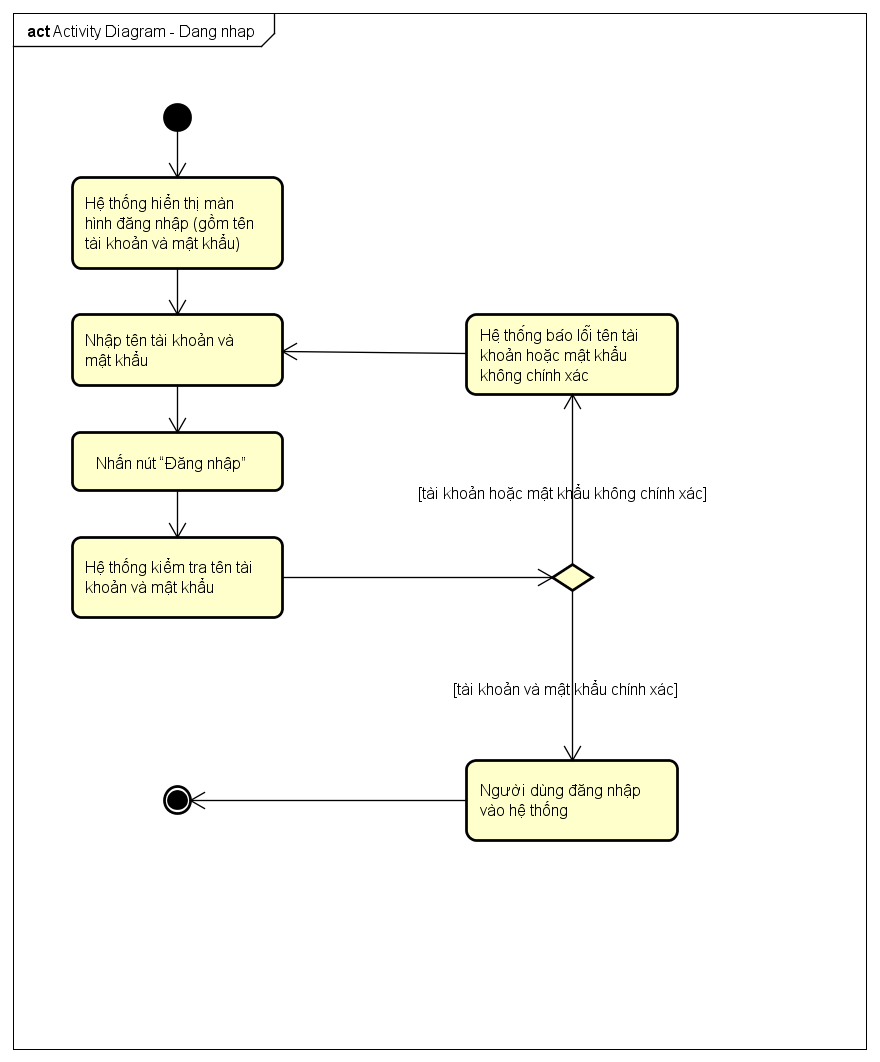 act Activity Diagram - Dang nhap
Hệ thống hiển thị màn
hình đăng nhập (gồm tên
tài khoản và mật khẩu)
Nhập tên tài khoản và
mật khẩu
Hệ thống báo lỗi tên tài
khoản hoặc mật khẩu
không chính xác
Nhấn nút “Đăng nhập”
[tài khoản hoặc mật khẩu không chính xác]
Hệ thống kiểm tra tên tài
khoản và mật khẩu
[tài khoản và mật khẩu chính xác]
Người dùng đăng nhập
vào hệ thống